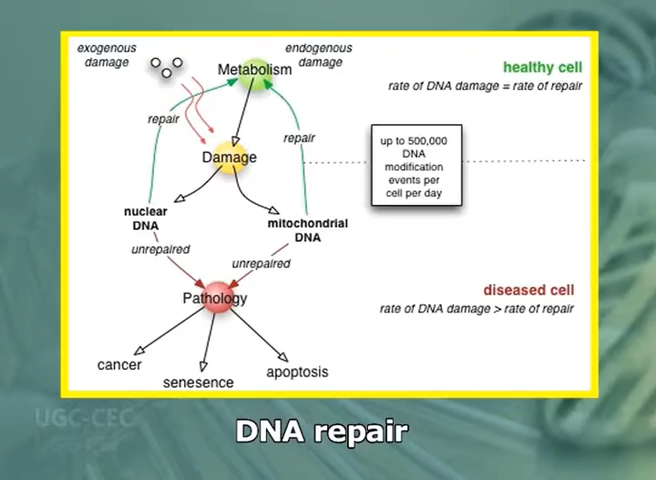 exogenous
damage
endogenous
damage
Metabolism
healthy cell
rate of DNA damage = rate of repair
repair
repair
up to 500,000
DNA
modification
events per
cell per day
Damage
nuclear
DNA
mitochondrial
DNA
unrepaired
unrepaired
Pathology
diseased cell
rate of DNA damage > rate of repair
cancer
senesence
apoptosis
UGC-CEC
DNA repair